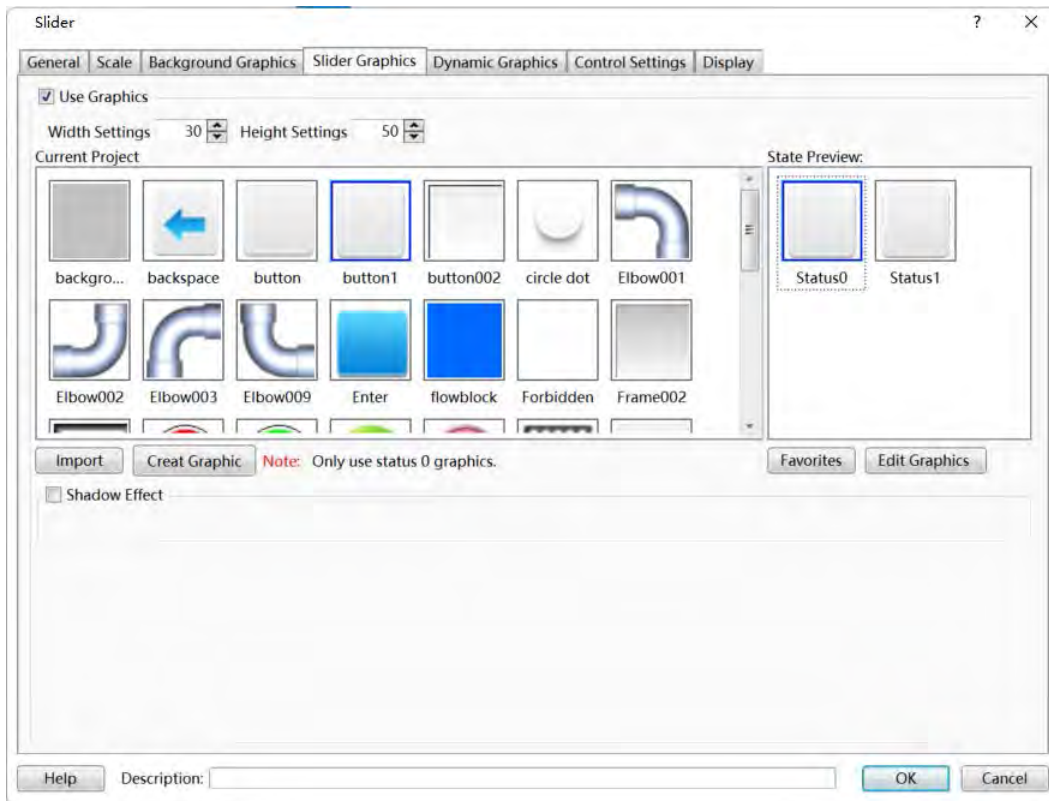 Slider ?
General Scale Background Graphics Slider Graphics Dynamic Graphics Control Settings Display
Use Graphics
Width Settings 30 Height Settings 50
Current Project State Preview:
backgro... backspace button button1 button002 circle dot Elbow001 Status0 Status1
Elbow002 Elbow003 Elbow009 Enter flowblock Forbidden Frame002
Import Creat Graphic Note: Only use status 0 graphics. Favorites Edit Graphics
Shadow Effect
Help Description: OK Cancel